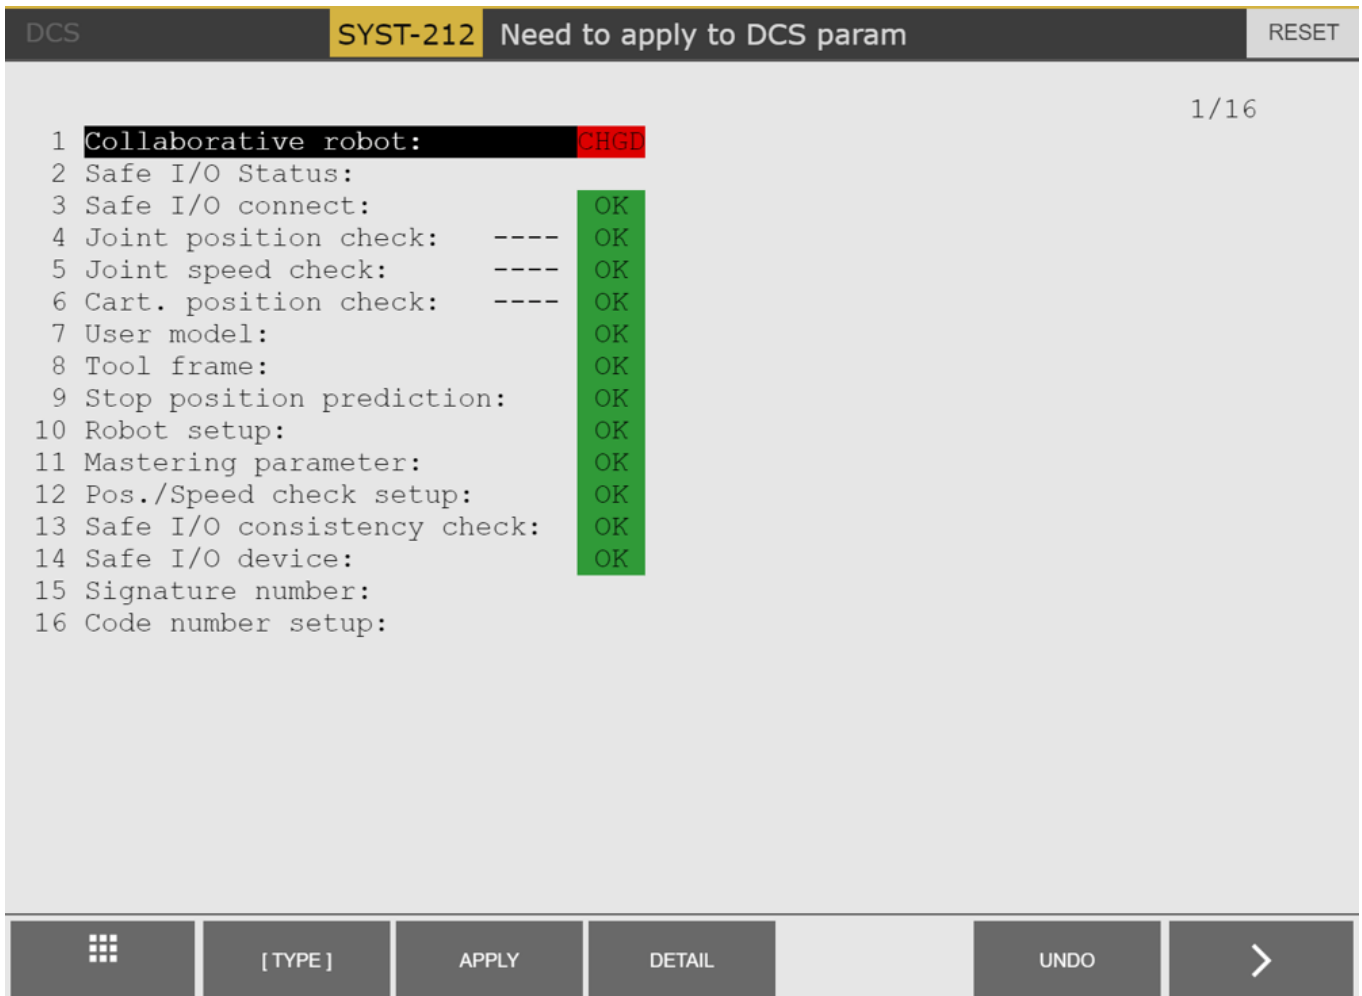 DCS SYST-212 Need to apply to DCS param RESET
1/16
1 Collaborative robot: CHGD
2 Safe I/O Status:
3 Safe I/O connect: OK
4 Joint position check: ---- OK
5 Joint speed check: ---- OK
6 Cart. position check: ---- OK
7 User model: OK
8 Tool frame: OK
9 Stop position prediction: OK
10 Robot setup: OK
11 Mastering parameter: OK
12 Pos./Speed check setup: OK
13 Safe I/O consistency check: OK
14 Safe I/O device: OK
15 Signature number:
16 Code number setup:
[ TYPE ] APPLY DETAIL UNDO >